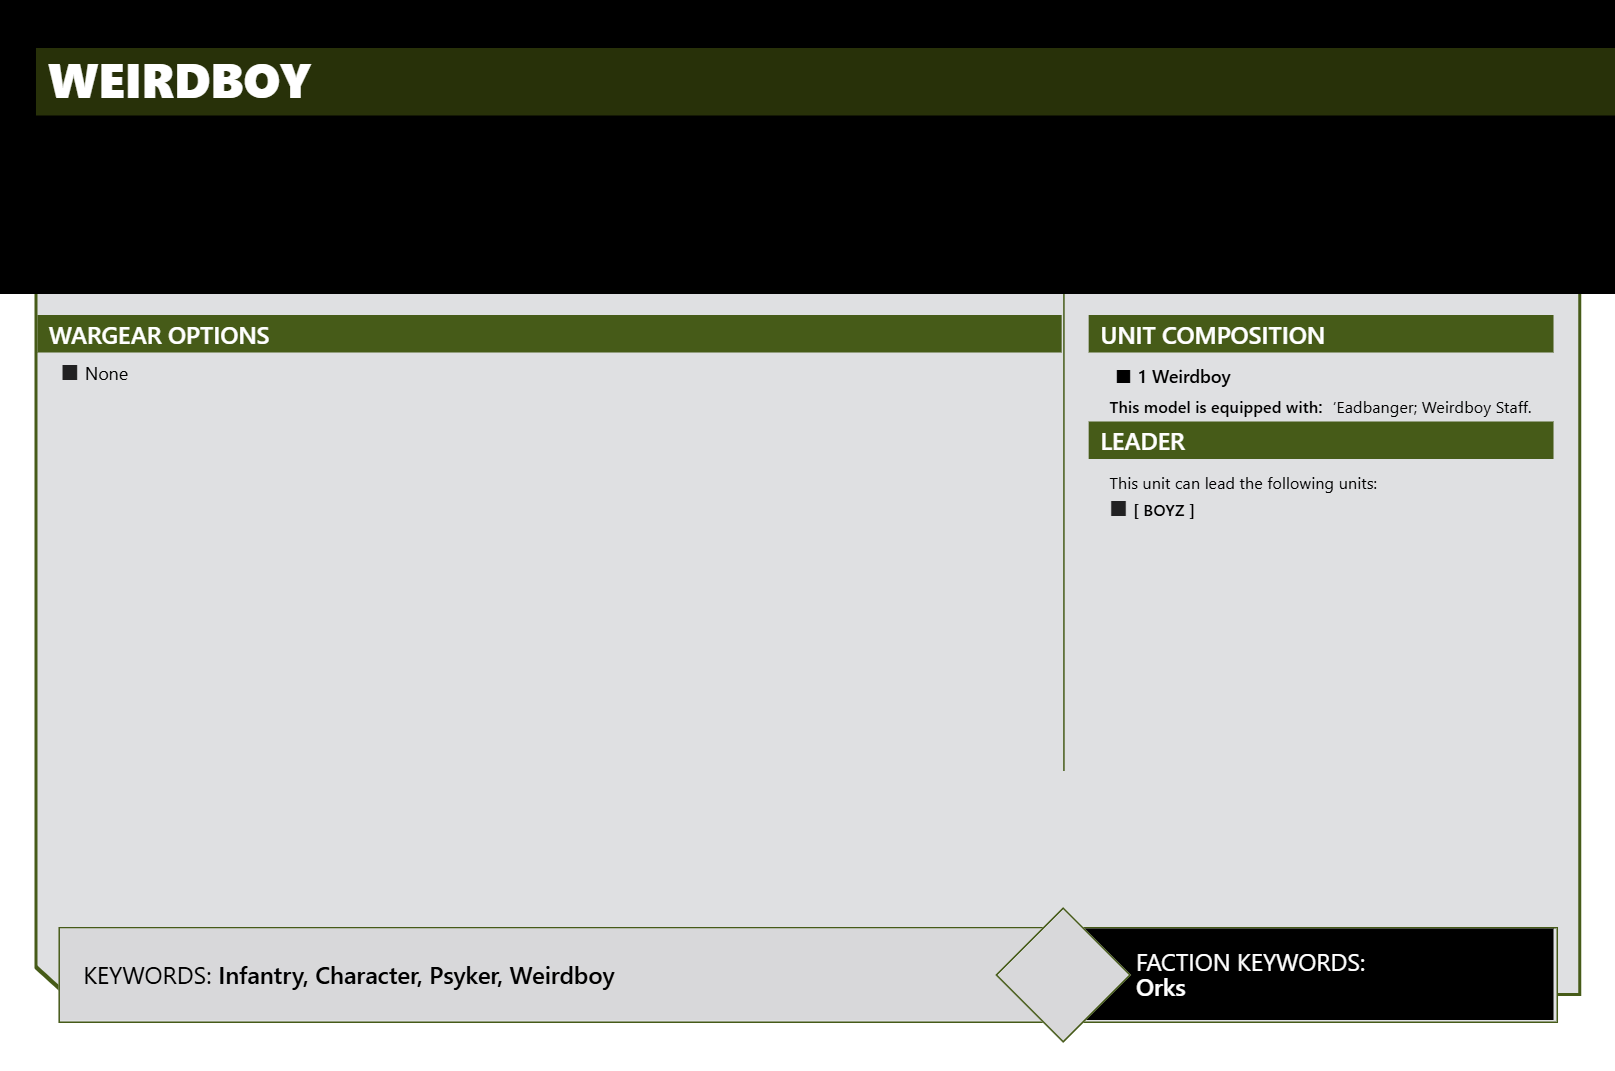 WEIRDBOY
WARGEAR OPTIONS
■ None
UNIT COMPOSITION
■ 1 Weirdboy
This model is equipped with: ‘Eadbanger; Weirdboy Staff.
LEADER
This unit can lead the following units:
■ [ BOYZ ]
KEYWORDS: Infantry, Character, Psyker, Weirdboy
FACTION KEYWORDS:
Orks